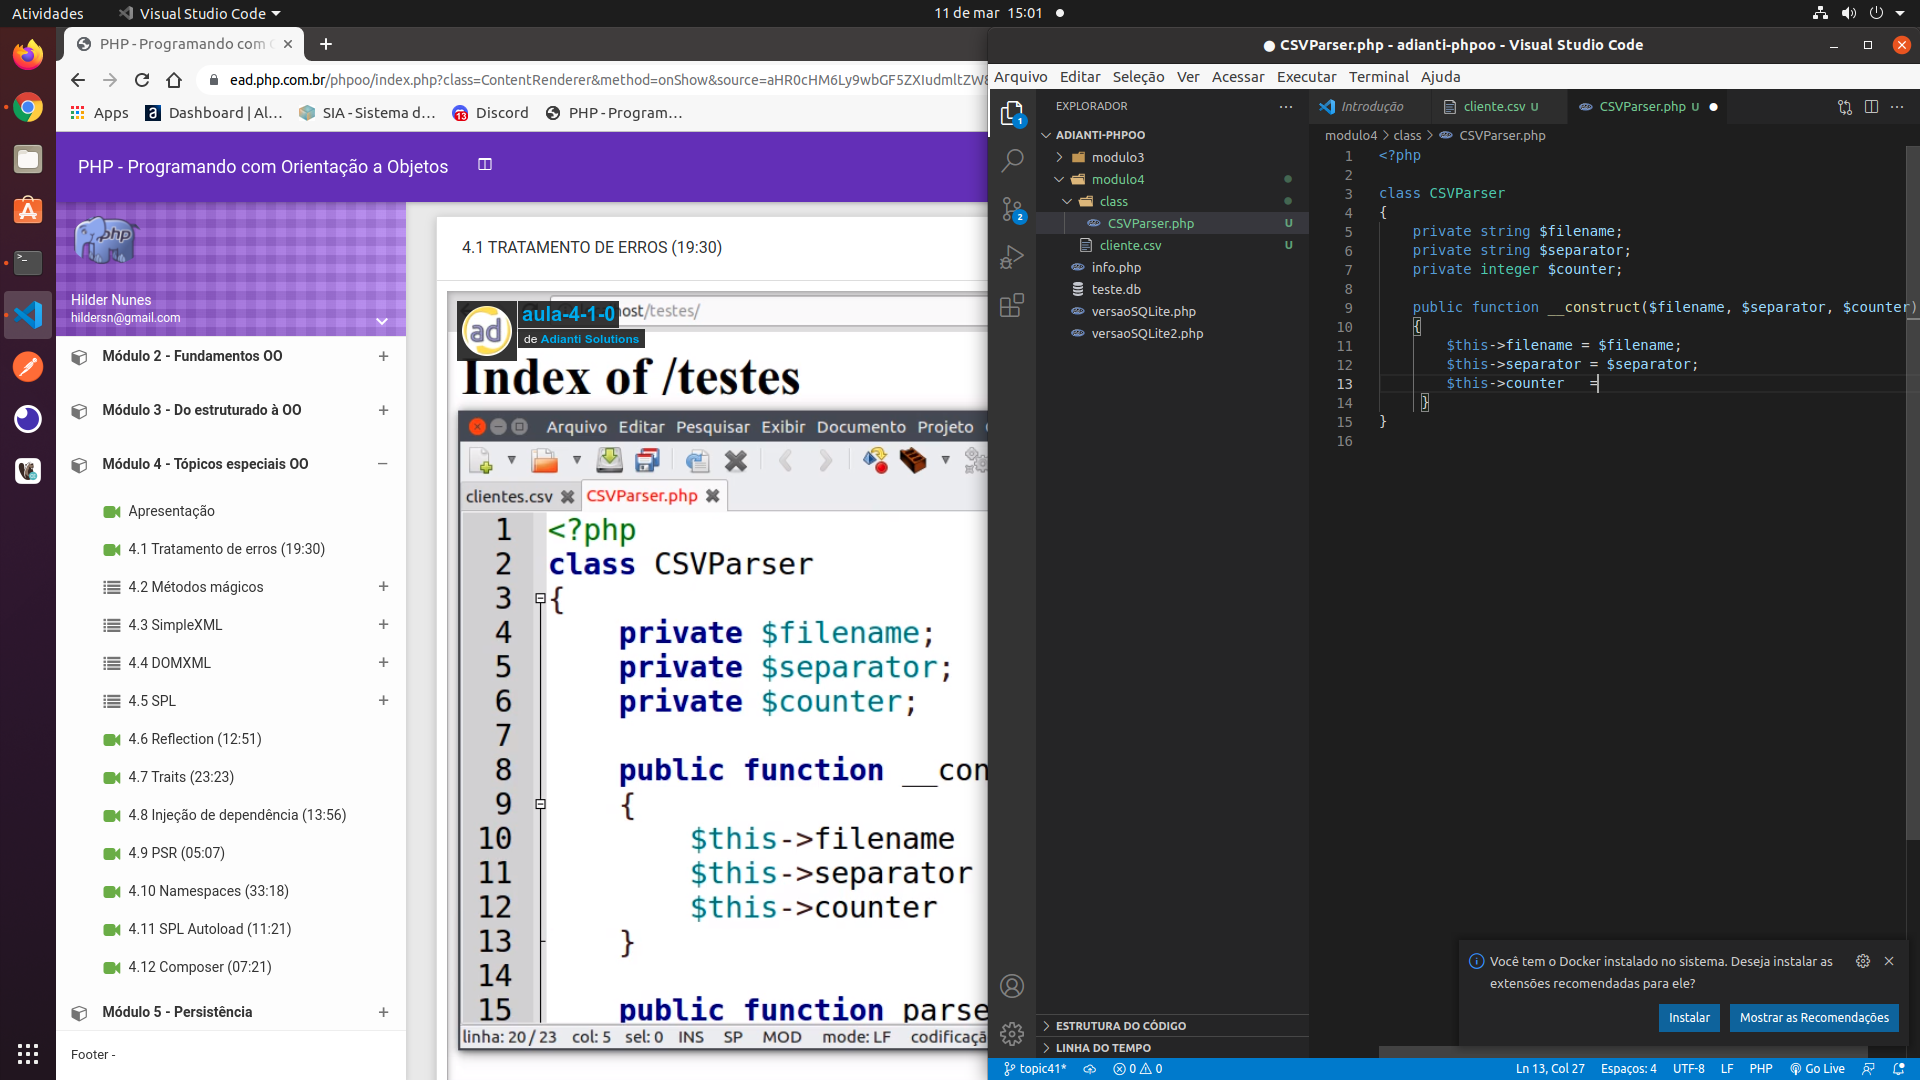 Atividades
Visual Studio Code
11 de mar 15:01
PHP - Programando com
ead.php.com.br/phpoo/index.php?class=ContentRenderer&method=onShow&source=aHR0cHM6Ly9wbGF5ZXIudmltZW
Apps
Dashboard | Al...
SIA - Sistema d...
13
Discord
PHP - Program...
PHP - Programando com Orientação a Objetos
php
Hilder Nunes
hildersn@gmail.com
Módulo 2 - Fundamentos OO
Módulo 3 - Do estruturado à OO
Módulo 4 - Tópicos especiais OO
Apresentação
4.1 Tratamento de erros (19:30)
4.2 Métodos mágicos
4.3 SimpleXML
4.4 DOMXML
4.5 SPL
4.6 Reflection (12:51)
4.7 Traits (23:23)
4.8 Injeção de dependência (13:56)
4.9 PSR (05:07)
4.10 Namespaces (33:18)
4.11 SPL Autoload (11:21)
4.12 Composer (07:21)
Módulo 5 - Persistência
Footer -
4.1 TRATAMENTO DE ERROS (19:30)
ad
aula-4-1-0
de Adianti Solutions
host/testes/
Index of /testes
Arquivo Editar Pesquisar Exibir Documento Projeto
clientes.csv
CSVParser.php
1 <?php
2 class CSVParser
3 {
4 private $filename;
5 private $separator;
6 private $counter;
7
8 public function __con
9 {
10 $this->filename
11 $this->separator
12 $this->counter
13 }
14
15 public function parse
linha: 20 / 23 col: 5 sel: 0 INS SP MOD mode: LF codificaçã
● CSVParser.php - adianti-phpoo - Visual Studio Code
Arquivo Editar Seleção Ver Acessar Executar Terminal Ajuda
1
2
EXPLORADOR
ADIANTI-PHPOO
modulo3
modulo4
class
CSVParser.php U
cliente.csv U
info.php
teste.db
versaoSQLite.php
versaoSQLite2.php
ESTRUTURA DO CÓDIGO
LINHA DO TEMPO
Introdução
cliente.csv U
CSVParser.php U
modulo4 > class > CSVParser.php
1 <?php
2
3 class CSVParser
4 {
5 private string $filename;
6 private string $separator;
7 private integer $counter;
8
9 public function __construct($filename, $separator, $counter)
10 {
11 $this->filename = $filename;
12 $this->separator = $separator;
13 $this->counter =
14 }
15 }
16
Você tem o Docker instalado no sistema. Deseja instalar as
extensões recomendadas para ele?
Instalar
Mostrar as Recomendações
topic41*
0 0
Ln 13, Col 27 Espaços: 4 UTF-8 LF PHP Go Live